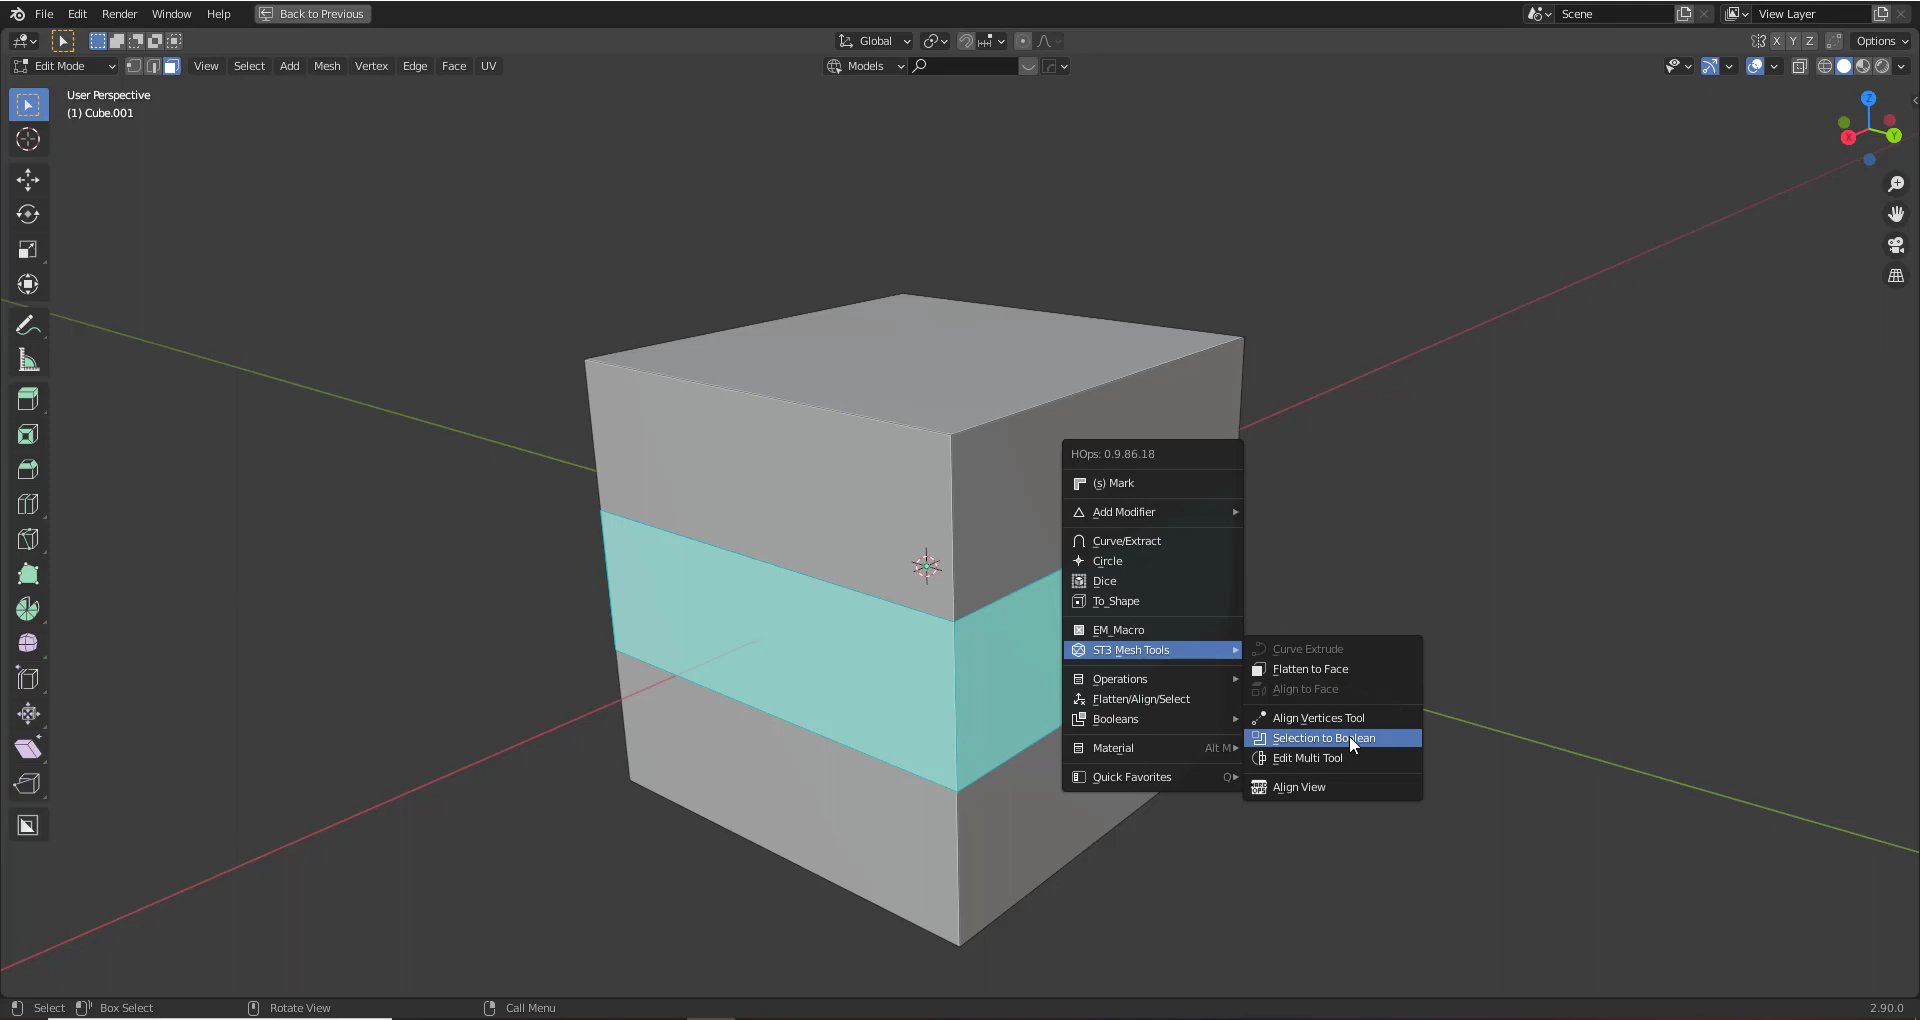 File Edit Render Window Help Back to Previous Scene View Layer
Global X Y Z Options
Edit Mode View Select Add Mesh Vertex Edge Face UV Models
User Perspective
(1) Cube.001
Z
X
Y
HOps: 0.9.86.18
(s) Mark
Add Modifier
Curve/Extract
Circle
Dice
To_Shape
EM_Macro
ST3 Mesh Tools
Operations
Flatten/Align/Select
Booleans
Material Alt M
Quick Favorites Q
Curve Extrude
Flatten to Face
Align to Face
Align Vertices Tool
Selection to Boolean
Edit Multi Tool
Align View
Select Box Select Rotate View Call Menu 2.90.0